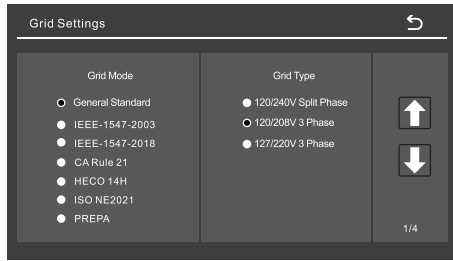 Grid Settings
Grid Mode
General Standard
IEEE-1547-2003
IEEE-1547-2018
CA Rule 21
HECO 14H
ISO NE2021
PREPA
Grid Type
120/240V Split Phase
120/208V 3 Phase
127/220V 3 Phase
1/4